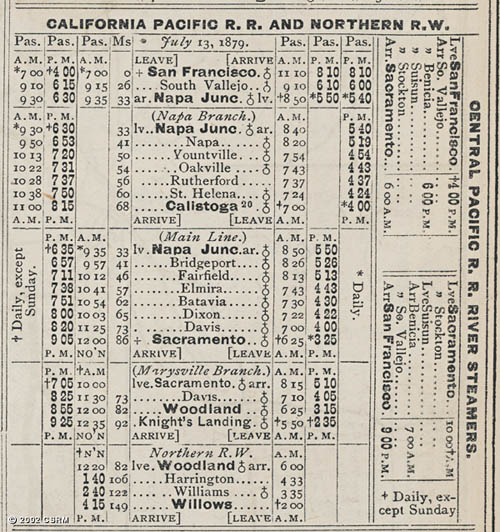 CALIFORNIA PACIFIC R. R. AND NORTHERN R.W.
Pas. Pas. Pas. Ms * July 13, 1879. Pas. Pas. Pas.
A.M. P.M. A.M. LEAVE] [ARRIVE A.M. P.M. P.M.
*7 00 †4 00 *7 00 0 + San Francisco. 11 10 8 10 8 10
9 10 6 15 9 15 26 ....South Vallejo.. 9 10 6 10 6 00
9 30 6 30 9 35 33 ar. Napa Junc. lv. †8 50 *5 50 *5 40
A.M. P.M. (Napa Branch.) A.M. P.M.
*9 30 †6 30 33 lv. Napa Junc. ar. 8 40 5 40
9 50 6 53 41 ......Napa...... 8 20 5 19
10 13 7 20 50 ....Yountville.... 7 54 4 54
10 22 7 31 54 .....Oakville..... 7 43 4 43
10 28 7 37 56 ....Rutherford... 7 37 4 37
10 38 7 50 60 ....St. Helena... 7 24 4 24
11 00 8 15 68 ....Calistoga 20.. †7 00 *4 00
A.M. P.M. ARRIVE] [LEAVE A.M. P.M.
P.M. A.M. (Main Line.) A.M. P.M.
†6 35 *9 35 33 lv. Napa Junc. ar. 8 50 5 50
6 57 9 57 41 ....Bridgeport... 8 26 5 26
7 11 10 12 46 ....Fairfield.... 8 13 5 13
7 38 10 41 57 .....Elmira..... 7 43 4 43
7 51 10 54 62 ....Batavia.... 7 30 4 30
8 00 11 03 65 .....Dixon..... 7 22 4 22
8 20 11 25 73 .....Davis..... 7 00 4 00
9 05 12 00 86 + Sacramento.. †6 25 *3 25
P.M. NO'N ARRIVE] [LEAVE A.M. P.M.
P.M. †A.M (Marysville Branch.) A.M. P.M.
†7 05 10 00 lve. Sacramento. arr. 8 15 5 10
8 25 11 30 73 ......Davis..... 7 10 4 05
8 55 12 00 82 ..Woodland .. 6 25 3 15
9 25 12 35 92 .Knight's Landing. †5 50 †2 35
P.M. NO'N ARRIVE] [LEAVE A.M. P.M.
†N'N Northern R.W. A.M.
12 20 82 lve. Woodland arr. 6 00
1 40 106 ....Harrington... 4 33
2 40 122 .....Williams.... 3 35
4 15 149 .....Willows.... †2 00
P.M. ARRIVE] [LEAVE A.M.
† Daily, except Sunday.
* Daily.
CENTRAL PACIFIC R. R. RIVER STEAMERS.
Lve San Francisco †4 00 P.M.
Arr So. Vallejo..
" Benicia..... 6 00 P.M.
" Suisun......
" Stockton....
Arr Sacramento. 6 00 A.M.
Lve Sacramento. 10 00 †A.M
" Stockton....
Lve Suisun.....
Arr Benicia....
" So. Vallejo. 7 00 A.M.
Arr San Francisco. 9 00 P.M.
† Daily, except Sunday
© 2002 CPRM